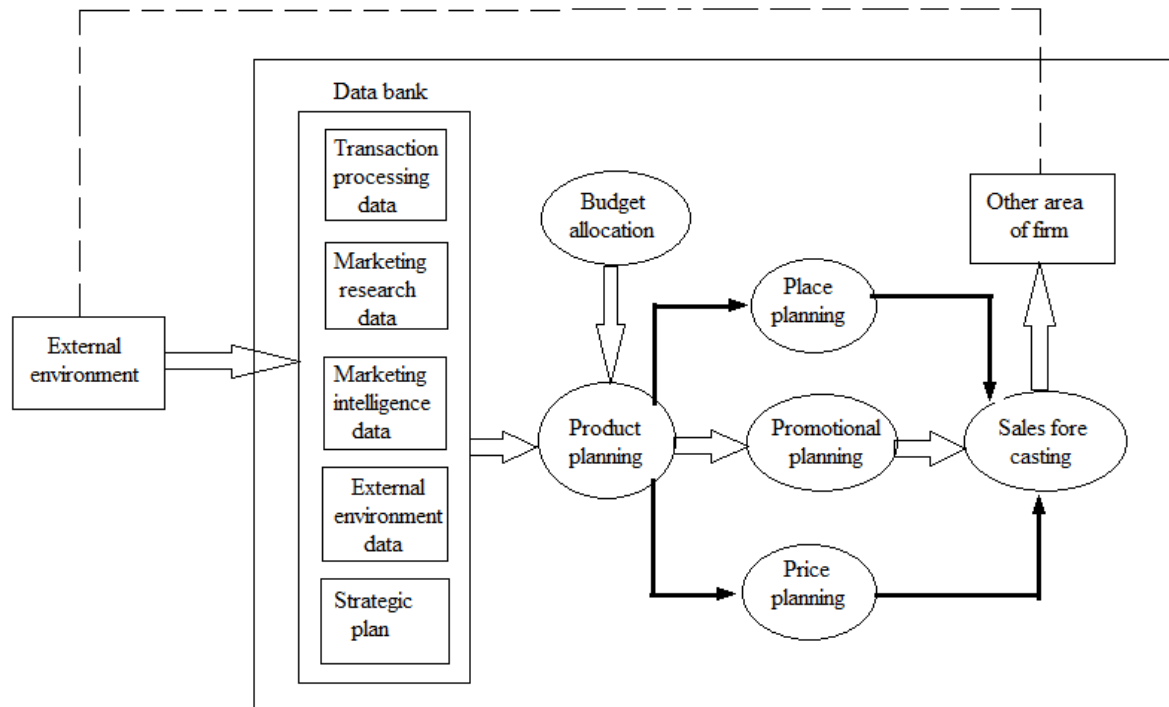 Data bank
Transaction
processing
data
Marketing
research
data
Marketing
intelligence
data
External
environment
data
Strategic
plan
External
environment
Budget
allocation
Product
planning
Place
planning
Promotional
planning
Price
planning
Sales fore
casting
Other area
of firm